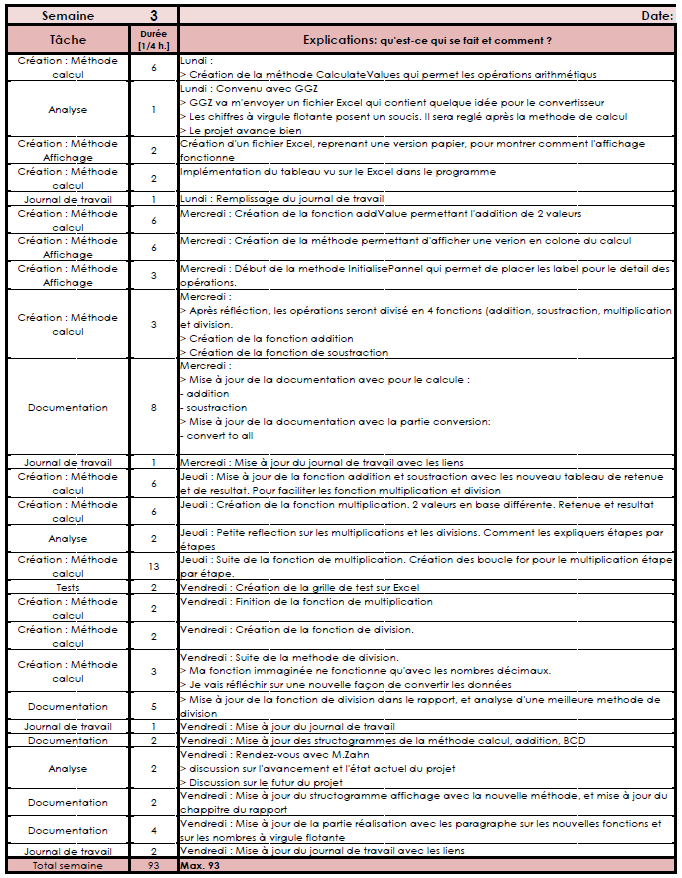 Semaine 3 Date:
Tâche Durée [1/4 h.] Explications: qu'est-ce qui se fait et comment ?
Création : Méthode calcul 6 Lundi :
> Création de la méthode CalculateValues qui permet les opérations arithmétiqus
Analyse 1 Lundi : Convenu avec GGZ
> GGZ va m'envoyer un fichier Excel qui contient quelque idée pour le convertisseur
> Les chiffres à virgule flotante posent un soucis. Il sera reglé après la methode de calcul
> Le projet avance bien
Création : Méthode Affichage 2 Création d'un fichier Excel, reprenant une version papier, pour montrer comment l'affichage
fonctionne
Création : Méthode calcul 2 Implémentation du tableau vu sur le Excel dans le programme
Journal de travail 1 Lundi : Remplissage du journal de travail
Création : Méthode calcul 6 Mercredi : Création de la fonction addValue permettant l'addition de 2 valeurs
Création : Méthode Affichage 6 Mercredi : Création de la méthode permettant d'afficher une verion en colone du calcul
Création : Méthode Affichage 3 Mercredi : Début de la methode InitialisePannel qui permet de placer les label pour le detail des
opérations.
Création : Méthode calcul 3 Mercredi :
> Après réfléction, les opérations seront divisé en 4 fonctions (addition, soustraction, multiplication
et division.
> Création de la fonction addition
> Création de la fonction de soustraction
Documentation 8 Mercredi :
> Mise à jour de la documentation avec pour le calcule :
- addition
- soustraction
> Mise à jour de la documentation avec la partie conversion:
- convert to all
Journal de travail 1 Mercredi : Mise à jour du journal de travail avec les liens
Création : Méthode calcul 6 Jeudi : Mise à jour de la fonction addition et soustraction avec les nouveau tableau de retenue
et de resultat. Pour faciliter les fonction multiplication et division
Création : Méthode calcul 6 Jeudi : Création de la fonction multiplication. 2 valeurs en base différente. Retenue et resultat
Analyse 2 Jeudi : Petite reflection sur les multiplications et les divisions. Comment les expliquers étapes par
étapes
Création : Méthode calcul 13 Jeudi : Suite de la fonction de multiplication. Création des boucle for pour le multiplication étape
par étape.
Tests 2 Vendredi : Création de la grille de test sur Excel
Création : Méthode calcul 2 Vendredi : Finition de la fonction de multiplication
Création : Méthode calcul 2 Vendredi : Création de la fonction de division.
Création : Méthode calcul 3 Vendredi : Suite de la methode de division.
> Ma fonction immaginée ne fonctionne qu'avec les nombres décimaux.
> Je vais réfléchir sur une nouvelle façon de convertir les données
Documentation 5 > Mise à jour de la fonction de division dans le rapport, et analyse d'une meilleure methode de
division
Journal de travail 1 Vendredi : Mise à jour du journal de travail
Documentation 2 Vendredi : Mise à jour des structogrammes de la méthode calcul, addition, BCD
Analyse 2 Vendredi : Rendez-vous avec M.Zahn
> discussion sur l'avancement et l'état actuel du projet
> Discussion sur le futur du projet
Documentation 2 Vendredi : Mise à jour du structogramme affichage avec la nouvelle méthode, et mise à jour du
chappitre du rapport
Documentation 4 Vendredi : Mise à jour de la partie réalisation avec les paragraphe sur les nouvelles fonctions et
sur les nombres à virgule flotante
Journal de travail 2 Vendredi : Mise à jour du journal de travail avec les liens
Total semaine 93 Max. 93